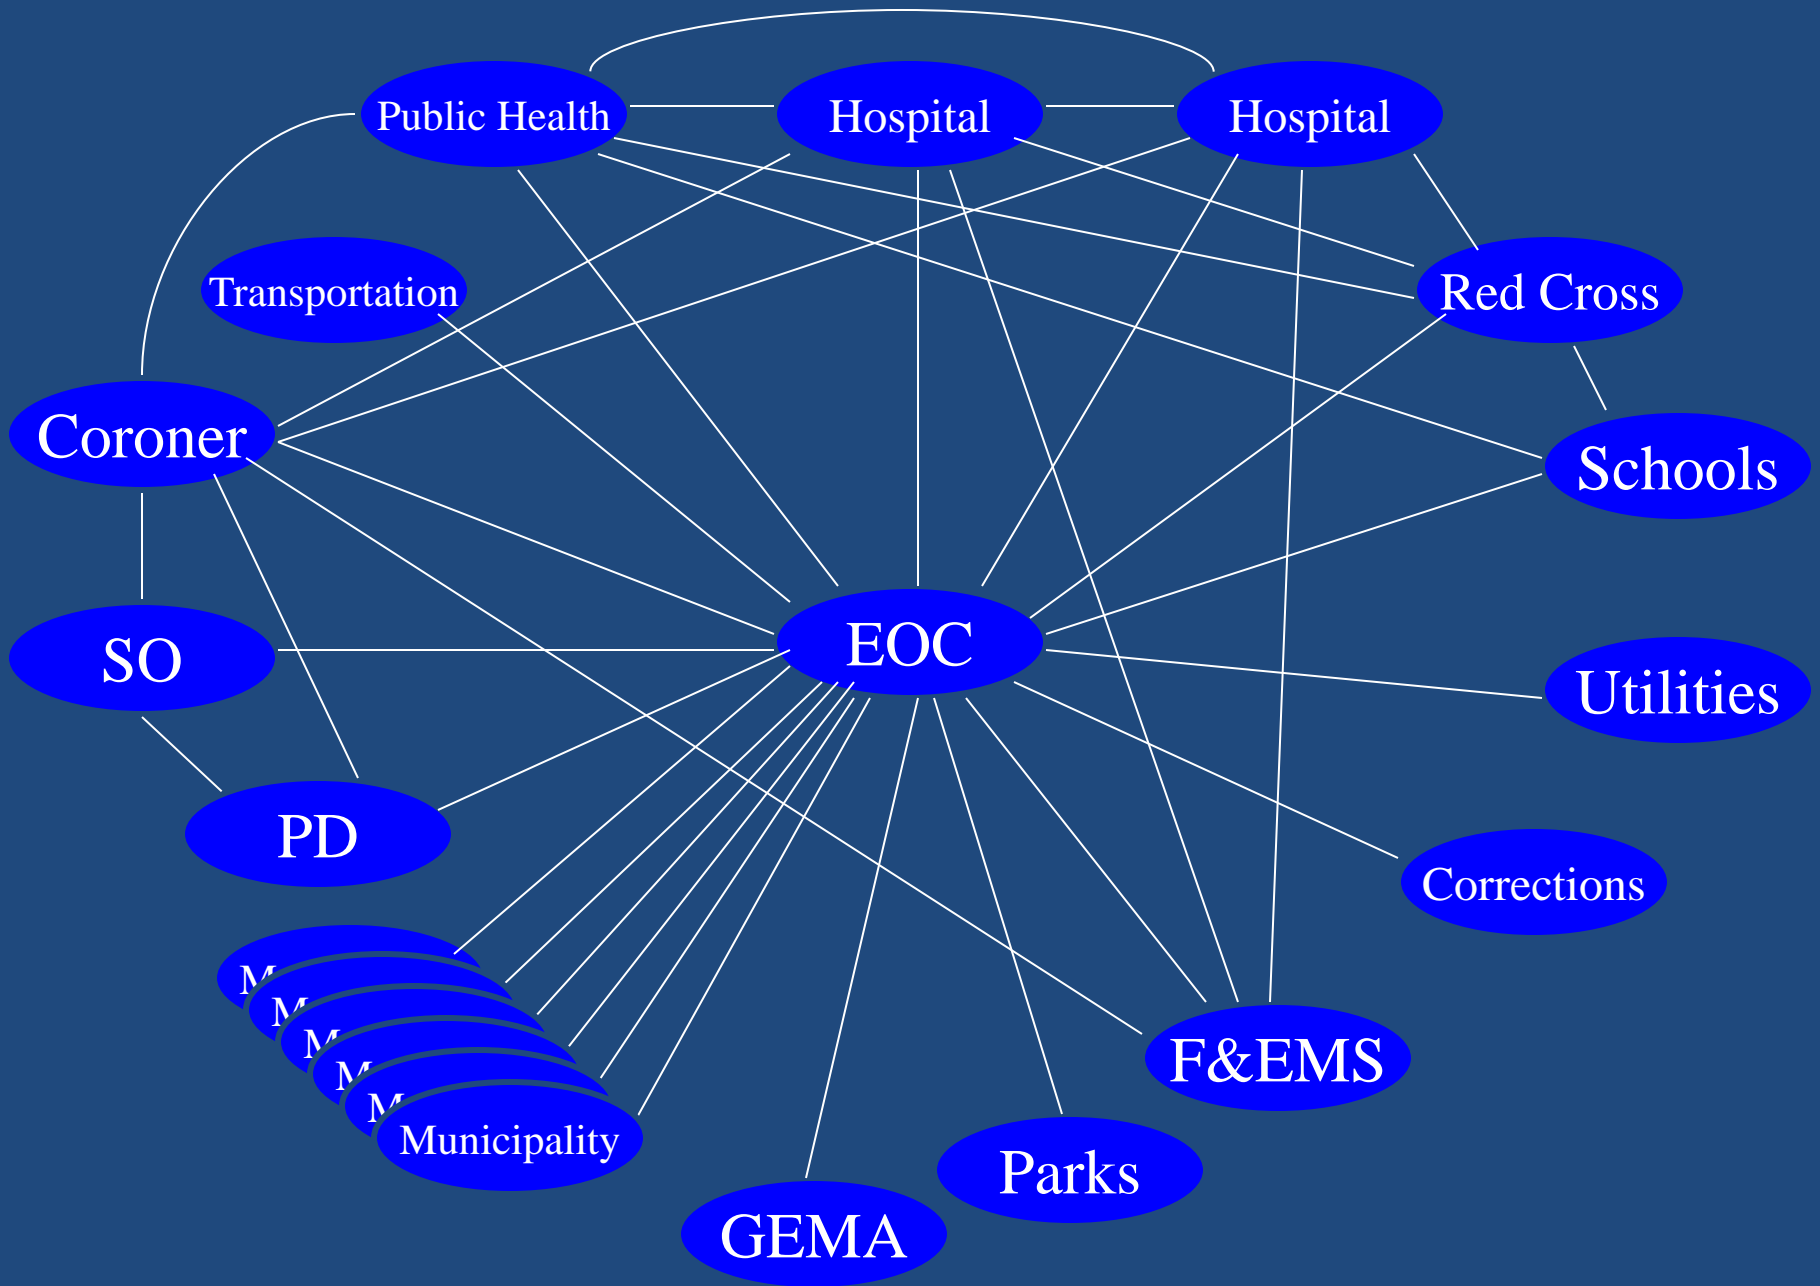 Public Health
Hospital
Hospital
Transportation
Red Cross
Coroner
Schools
EOC
SO
Utilities
PD
Corrections
M
M
M
M
M
Municipality
F&EMS
Parks
GEMA